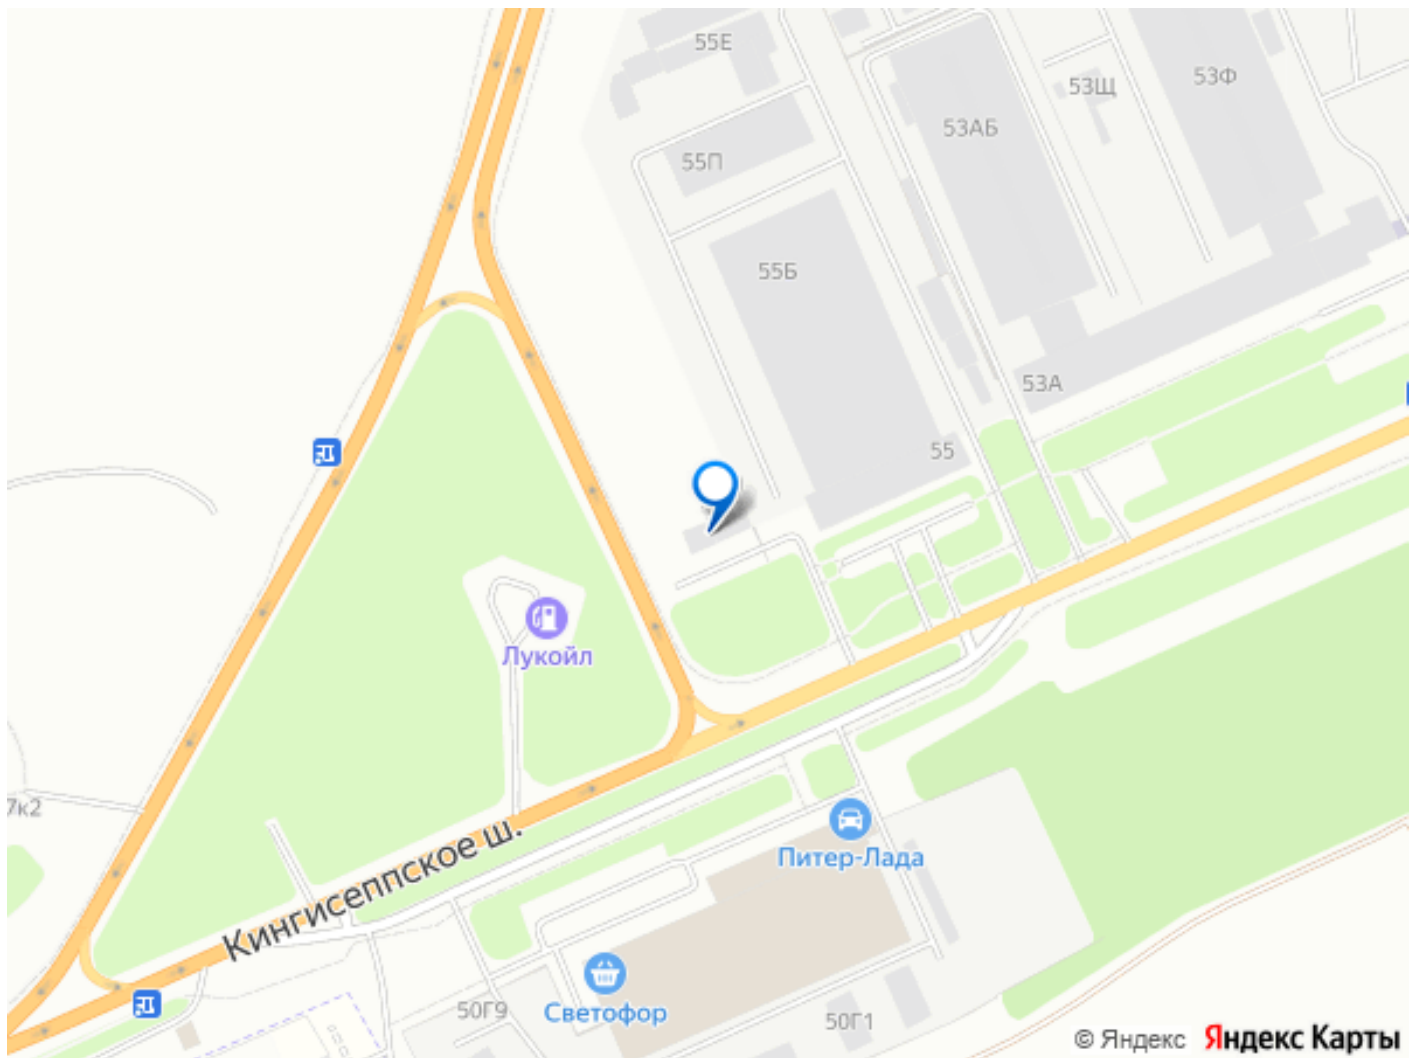 55Е
53Щ
53Ф
53АБ
55П
55Б
53А
55
Лукойл
7к2
Кингисеппское ш.
Питер-Лада
Светофор
50Г9
50Г1
© Яндекс Яндекс Карты